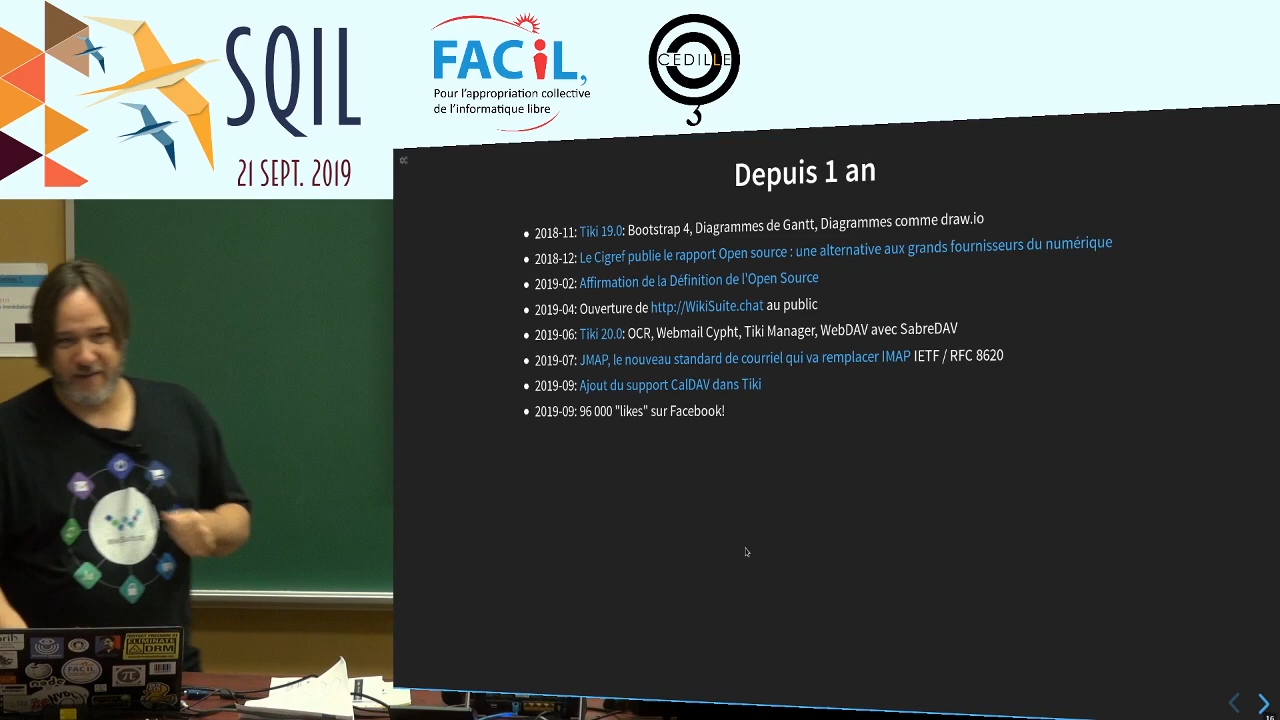 SQIL
21 SEPT. 2019
FACiL,
Pour l'appropriation collective
de l'informatique libre
CEDILLE
Depuis 1 an
2018-11: Tiki 19.0: Bootstrap 4, Diagrammes de Gantt, Diagrammes comme draw.io
2018-12: Le Cigref publie le rapport Open source : une alternative aux grands fournisseurs du numérique
2019-02: Affirmation de la Définition de l'Open Source
2019-04: Ouverture de http://WikiSuite.chat au public
2019-06: Tiki 20.0: OCR, Webmail Cypht, Tiki Manager, WebDAV avec SabreDAV
2019-07: JMAP, le nouveau standard de courriel qui va remplacer IMAP IETF / RFC 8620
2019-09: Ajout du support CalDAV dans Tiki
2019-09: 96 000 "likes" sur Facebook!
ELIMINATE
DRM
FACiL
node